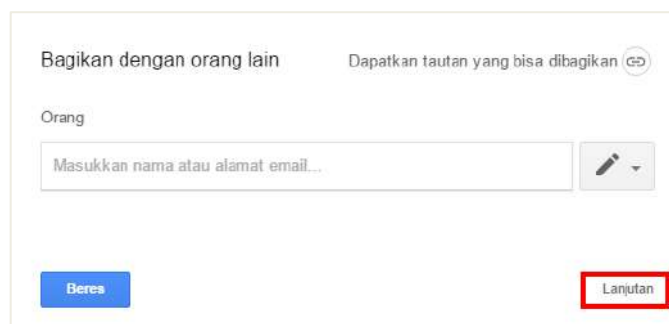 Bagikan dengan orang lain
Dapatkan tautan yang bisa dibagikan
Orang
Masukkan nama atau alamat email...
Beres
Lanjutan